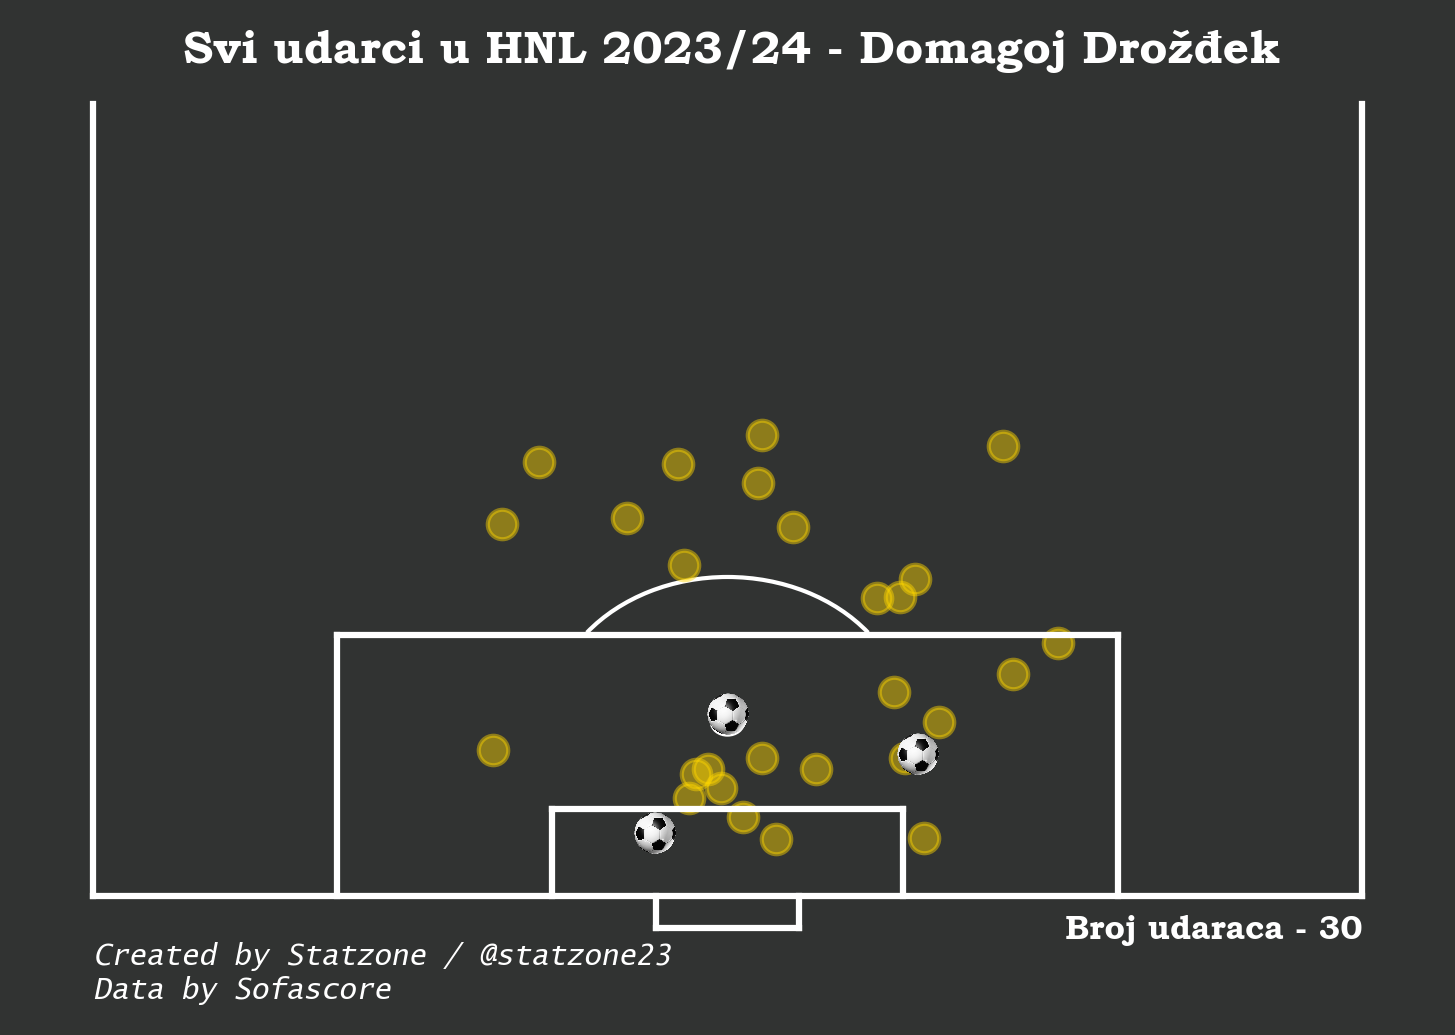 Svi udarci u HNL 2023/24 - Domagoj Drožđek
Broj udaraca - 30
Created by Statzone / @statzone23
Data by Sofascore